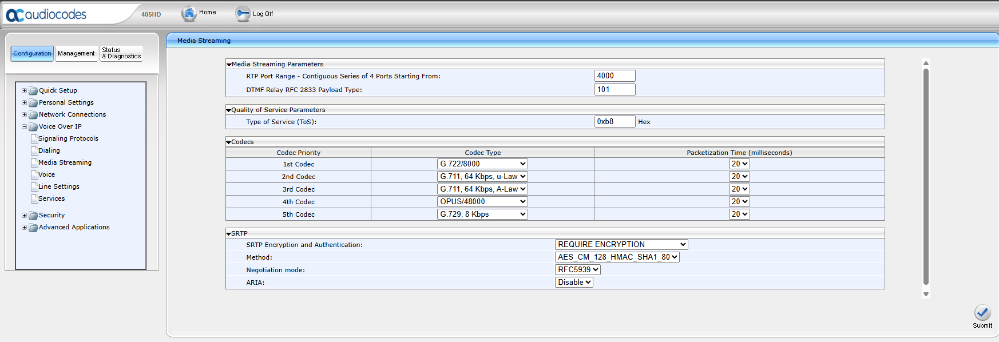 audiocodes
405HD
Home
Log Off
Configuration
Management
Status
& Diagnostics
Quick Setup
Personal Settings
Network Connections
Voice Over IP
Signaling Protocols
Dialing
Media Streaming
Voice
Line Settings
Services
Security
Advanced Applications
Media Streaming
Media Streaming Parameters
RTP Port Range - Contiguous Series of 4 Ports Starting From: 4000
DTMF Relay RFC 2833 Payload Type: 101
Quality of Service Parameters
Type of Service (ToS): 0xb8 Hex
Codecs
Codec Priority Codec Type Packetization Time (milliseconds)
1st Codec G.722/8000 20
2nd Codec G.711, 64 Kbps, u-Law 20
3rd Codec G.711, 64 Kbps, A-Law 20
4th Codec OPUS/48000 20
5th Codec G.729, 8 Kbps 20
SRTP
SRTP Encryption and Authentication: REQUIRE ENCRYPTION
Method: AES_CM_128_HMAC_SHA1_80
Negotiation mode: RFC5939
ARIA: Disable
Submit